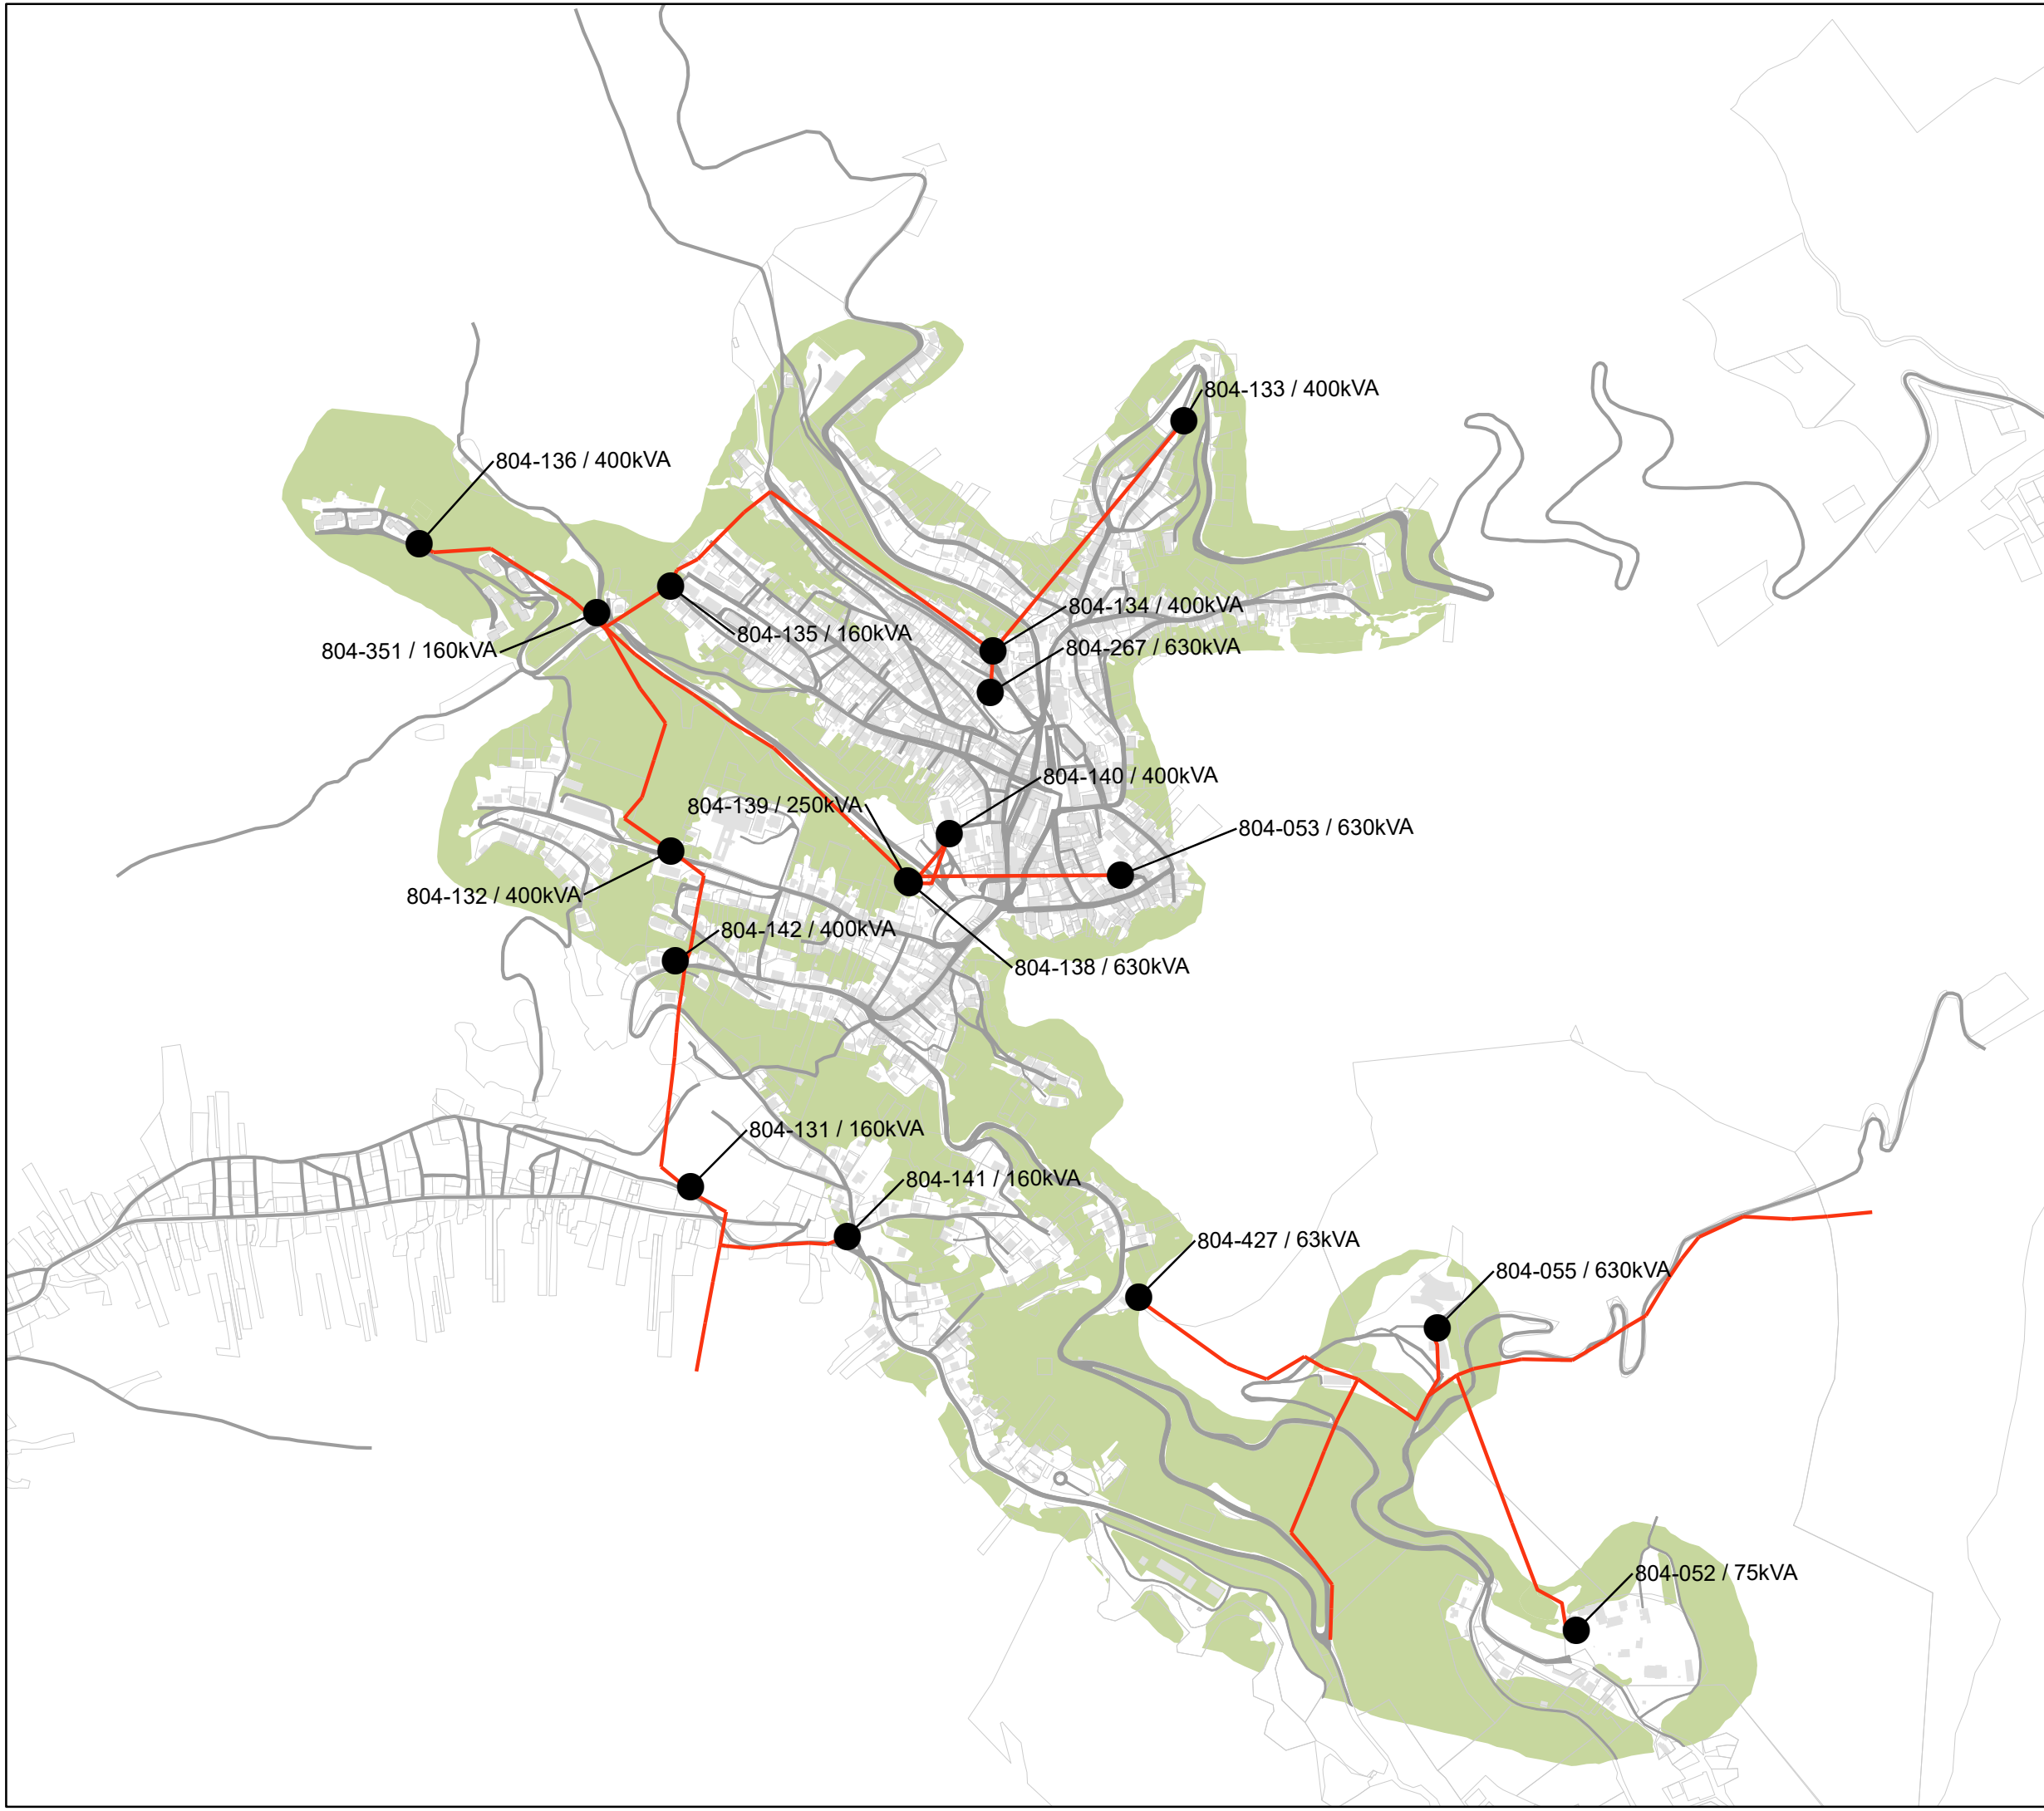 804-133 / 400kVA
804-136 / 400kVA
804-134 / 400kVA
804-135 / 160kVA
804-267 / 630kVA
804-351 / 160kVA
804-140 / 400kVA
804-139 / 250kVA
804-053 / 630kVA
804-132 / 400kVA
804-142 / 400kVA
804-138 / 630kVA
804-131 / 160kVA
804-141 / 160kVA
804-427 / 63kVA
804-055 / 630kVA
804-052 / 75kVA